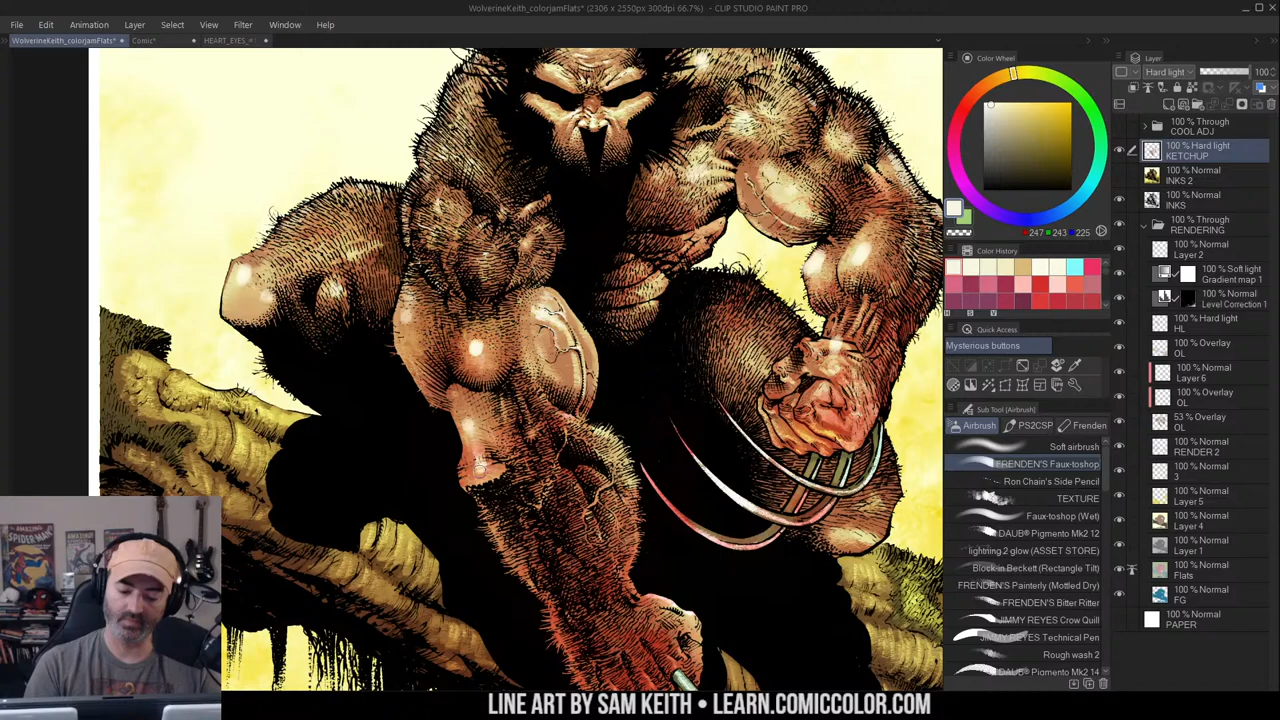 WolverineKeith_colorjamFlats* (2306 x 2550px 300dpi 66.7%) - CLIP STUDIO PAINT PRO
File Edit Animation Layer Select View Filter Window Help
WolverineKeith_colorjamFlats* Comic* HEART_EYES_
Color Wheel
247 243 225
Color History
H S V
Quick Access
Mysterious buttons
Sub Tool [Airbrush]
Airbrush PS2CSP Frenden
Soft airbrush
FRENDEN'S Faux-toshop
Ron Chain's Side Pencil
TEXTURE
Faux-toshop (Wet)
DAUB® Pigmento Mk2 12
lightning 2 glow (ASSET STORE)
Block in Beckett (Rectangle Tilt)
FRENDEN'S Painterly (Mottled Dry)
FRENDEN'S Bitter Ritter
JIMMY REYES Crow Quill
JIMMY REYES Technical Pen
Rough wash 2
DAUB® Pigmento Mk2 14
Layer
Hard light 100
100 % Through
COOL ADJ
100 % Hard light
KETCHUP
100 % Normal
INKS 2
100 % Normal
INKS
100 % Through
RENDERING
100 % Normal
Layer 2
100 % Soft light
Gradient map 1
100 % Normal
Level Correction 1
100 % Hard light
HL
100 % Overlay
OL
100 % Normal
Layer 6
100 % Overlay
OL
53 % Overlay
OL
100 % Normal
RENDER 2
100 % Normal
3
100 % Normal
Layer 5
100 % Normal
Layer 4
100 % Normal
Layer 1
100 % Normal
Flats
100 % Normal
FG
100 % Normal
PAPER
AMAZING
SPIDER-MAN
LINE ART BY SAM KEITH • LEARN.COMICCOLOR.COM